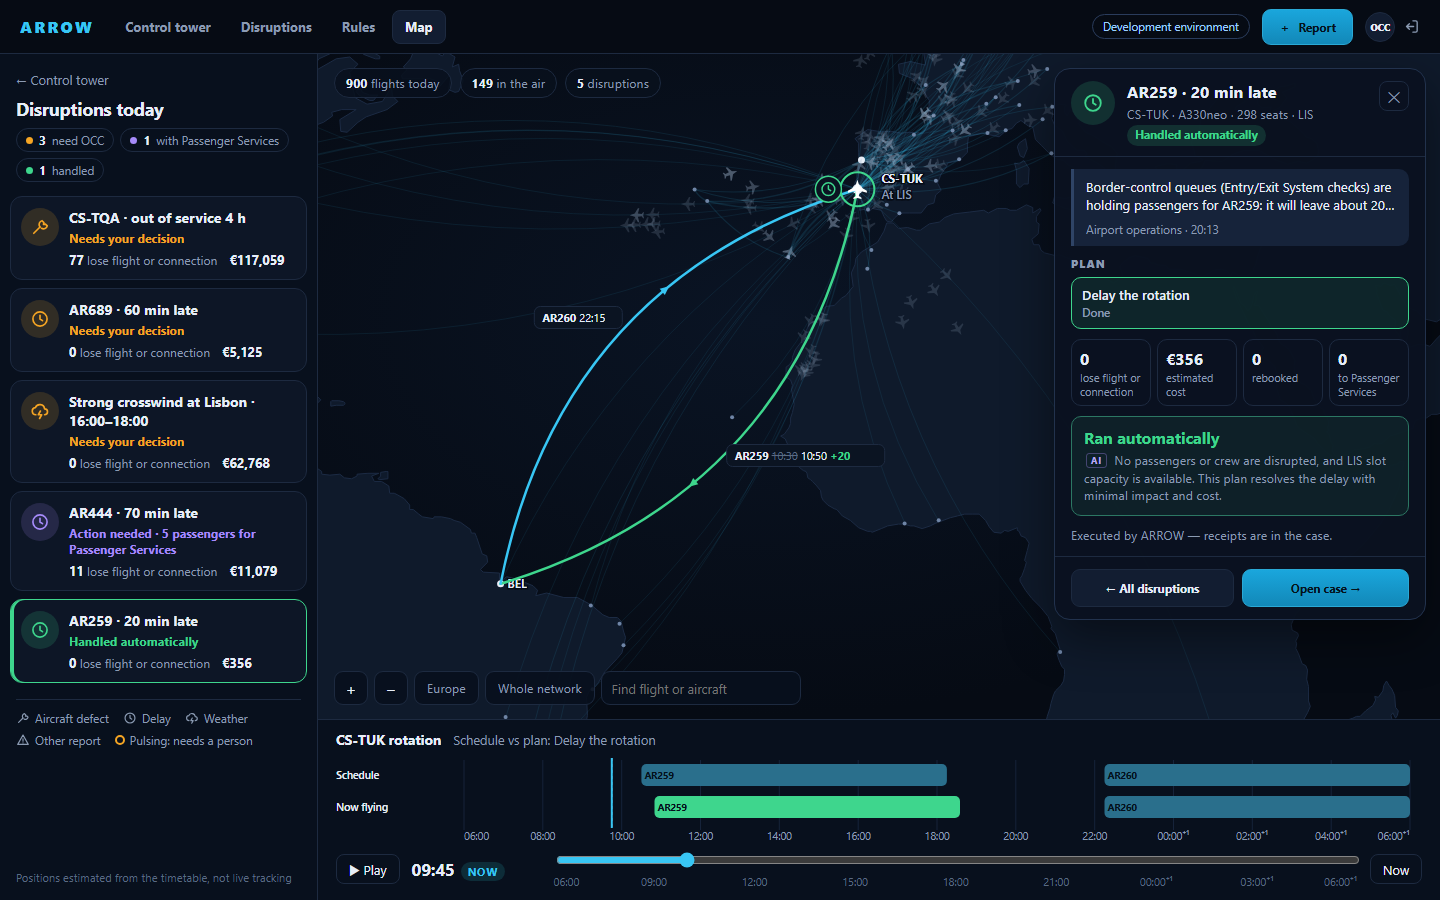 ARROW
Control tower
Disruptions
Rules
Map
Development environment
+ Report
OCC
← Control tower
Disruptions today
3 need OCC
1 with Passenger Services
1 handled
CS-TQA · out of service 4 h
Needs your decision
77 lose flight or connection €117,059
AR689 · 60 min late
Needs your decision
0 lose flight or connection €5,125
Strong crosswind at Lisbon ·
16:00–18:00
Needs your decision
0 lose flight or connection €62,768
AR444 · 70 min late
Action needed · 5 passengers for
Passenger Services
11 lose flight or connection €11,079
AR259 · 20 min late
Handled automatically
0 lose flight or connection €356
Aircraft defect
Delay
Weather
Other report
Pulsing: needs a person
Positions estimated from the timetable, not live tracking
900 flights today
149 in the air
5 disruptions
CS-TUK
At LIS
AR260 22:15
AR259 10:30 10:50 +20
BEL
+
−
Europe
Whole network
Find flight or aircraft
AR259 · 20 min late
CS-TUK · A330neo · 298 seats · LIS
Handled automatically
Border-control queues (Entry/Exit System checks) are
holding passengers for AR259: it will leave about 20...
Airport operations · 20:13
PLAN
Delay the rotation
Done
0
lose flight or
connection
€356
estimated
cost
0
rebooked
0
to Passenger
Services
Ran automatically
AI No passengers or crew are disrupted, and LIS slot
capacity is available. This plan resolves the delay with
minimal impact and cost.
Executed by ARROW — receipts are in the case.
← All disruptions
Open case →
CS-TUK rotation Schedule vs plan: Delay the rotation
Schedule
AR259
AR260
Now flying
AR259
AR260
06:00 08:00 10:00 12:00 14:00 16:00 18:00 20:00 22:00 00:00+1 02:00+1 04:00+1 06:00+1
▶ Play
09:45 NOW
06:00 09:00 12:00 15:00 18:00 21:00 00:00+1 03:00+1 06:00+1
Now